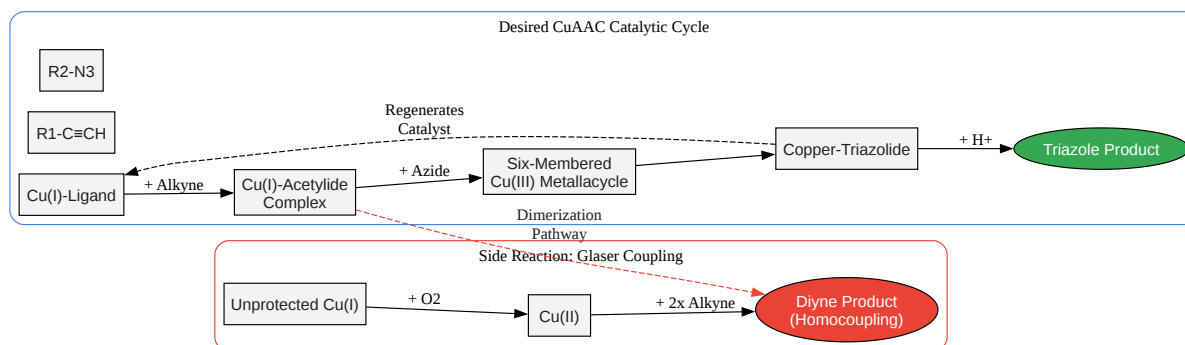 Desired CuAAC Catalytic Cycle
R2-N3
R1-C≡CH
Regenerates
Catalyst
Cu(I)-Ligand
+ Alkyne
Cu(I)-Acetylide
Complex
+ Azide
Six-Membered
Cu(III) Metallacycle
Copper-Triazolide
+ H+
Triazole Product
Dimerization
Pathway
Side Reaction: Glaser Coupling
Unprotected Cu(I)
+ O2
Cu(II)
+ 2x Alkyne
Diyne Product
(Homocoupling)